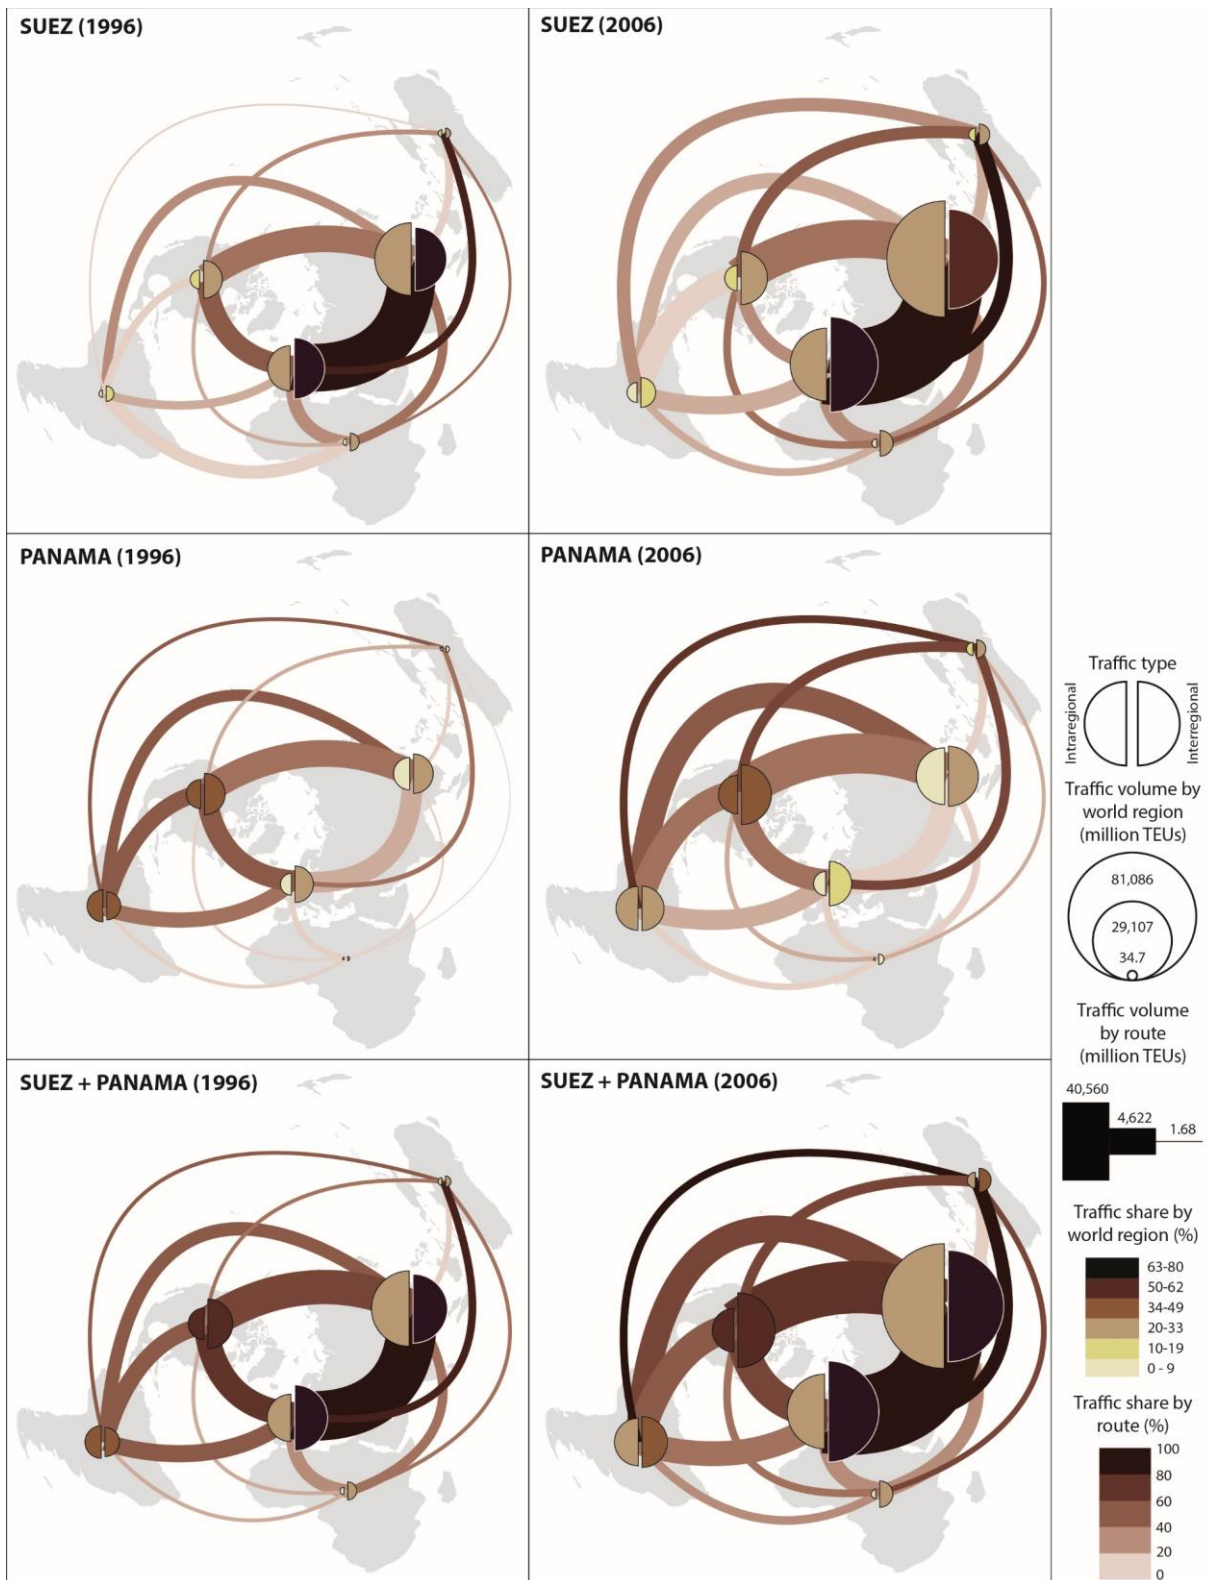 SUEZ (1996)
SUEZ (2006)
PANAMA (1996)
PANAMA (2006)
SUEZ + PANAMA (1996)
SUEZ + PANAMA (2006)
Traffic type
Intraregional
Interregional
Traffic volume by
world region
(million TEUs)
81,086
29,107
34.7
Traffic volume
by route
(million TEUs)
40,560
4,622
1.68
Traffic share by
world region (%)
63-80
50-62
34-49
20-33
10-19
0 - 9
Traffic share by
route (%)
100
80
60
40
20
0